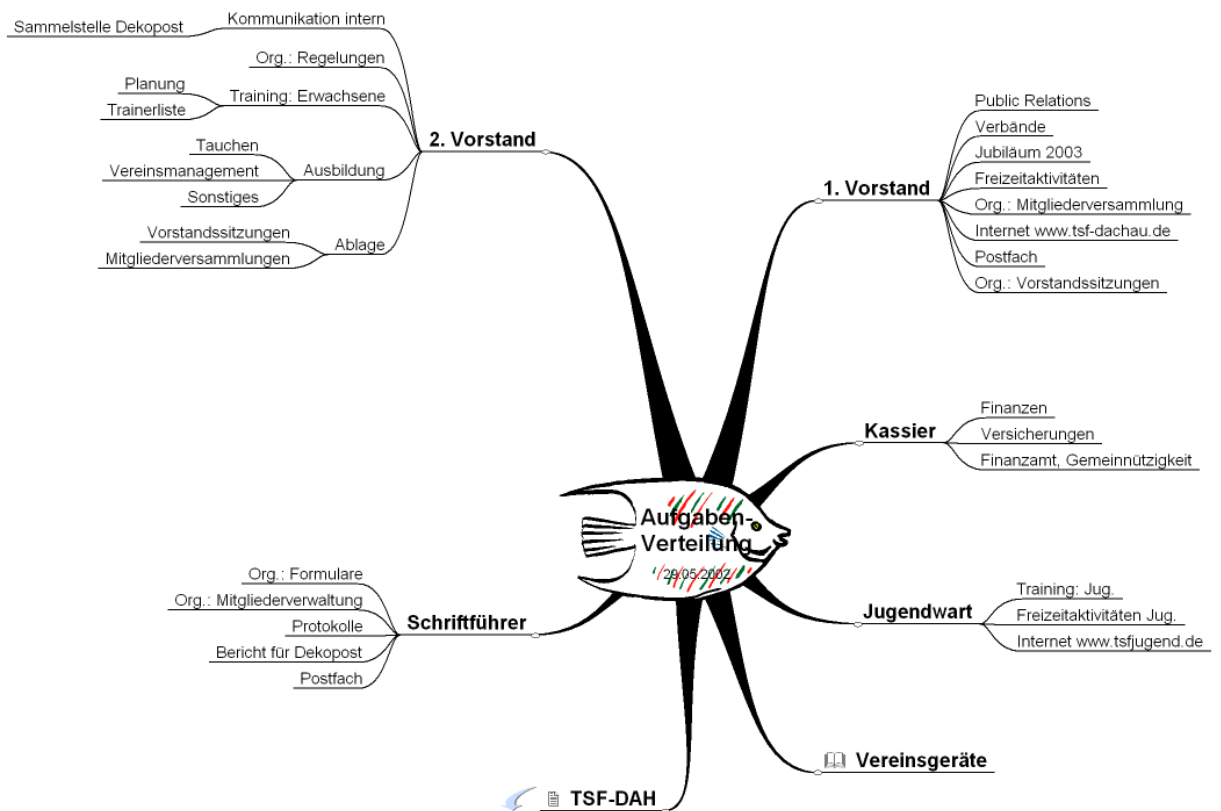 Aufgaben-
Verteilung
29.05.2002
1. Vorstand
Public Relations
Verbände
Jubiläum 2003
Freizeitaktivitäten
Org.: Mitgliederversammlung
Internet www.tsf-dachau.de
Postfach
Org.: Vorstandssitzungen
Kassier
Finanzen
Versicherungen
Finanzamt, Gemeinnützigkeit
Jugendwart
Training: Jug.
Freizeitaktivitäten Jug.
Internet www.tsfjugend.de
Vereinsgeräte
TSF-DAH
Schriftführer
Org.: Formulare
Org.: Mitgliederverwaltung
Protokolle
Bericht für Dekopost
Postfach
2. Vorstand
Kommunikation intern
Sammelstelle Dekopost
Org.: Regelungen
Training: Erwachsene
Planung
Trainerliste
Ausbildung
Tauchen
Vereinsmanagement
Sonstiges
Ablage
Vorstandssitzungen
Mitgliederversammlungen